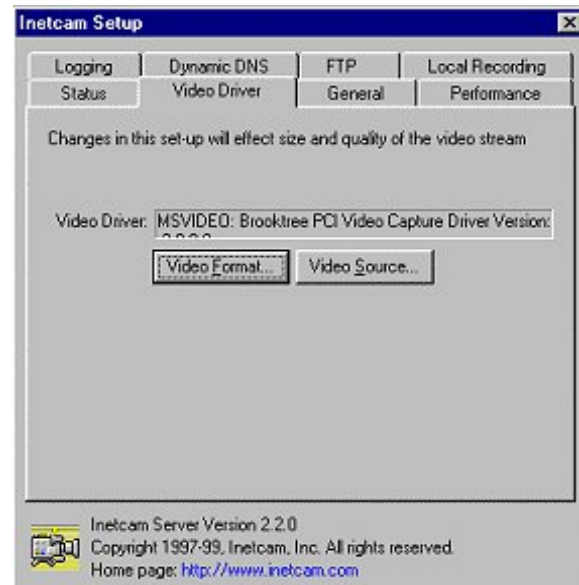 Inetcam Setup
Logging Dynamic DNS FTP Local Recording
Status Video Driver General Performance
Changes in this set-up will effect size and quality of the video stream
Video Driver: MSVIDEO: Brooktree PCI Video Capture Driver Version:
Video Format... Video Source...
Inetcam Server Version 2.2.0
Copyright 1997-99, Inetcam, Inc. All rights reserved.
Home page: http://www.inetcam.com